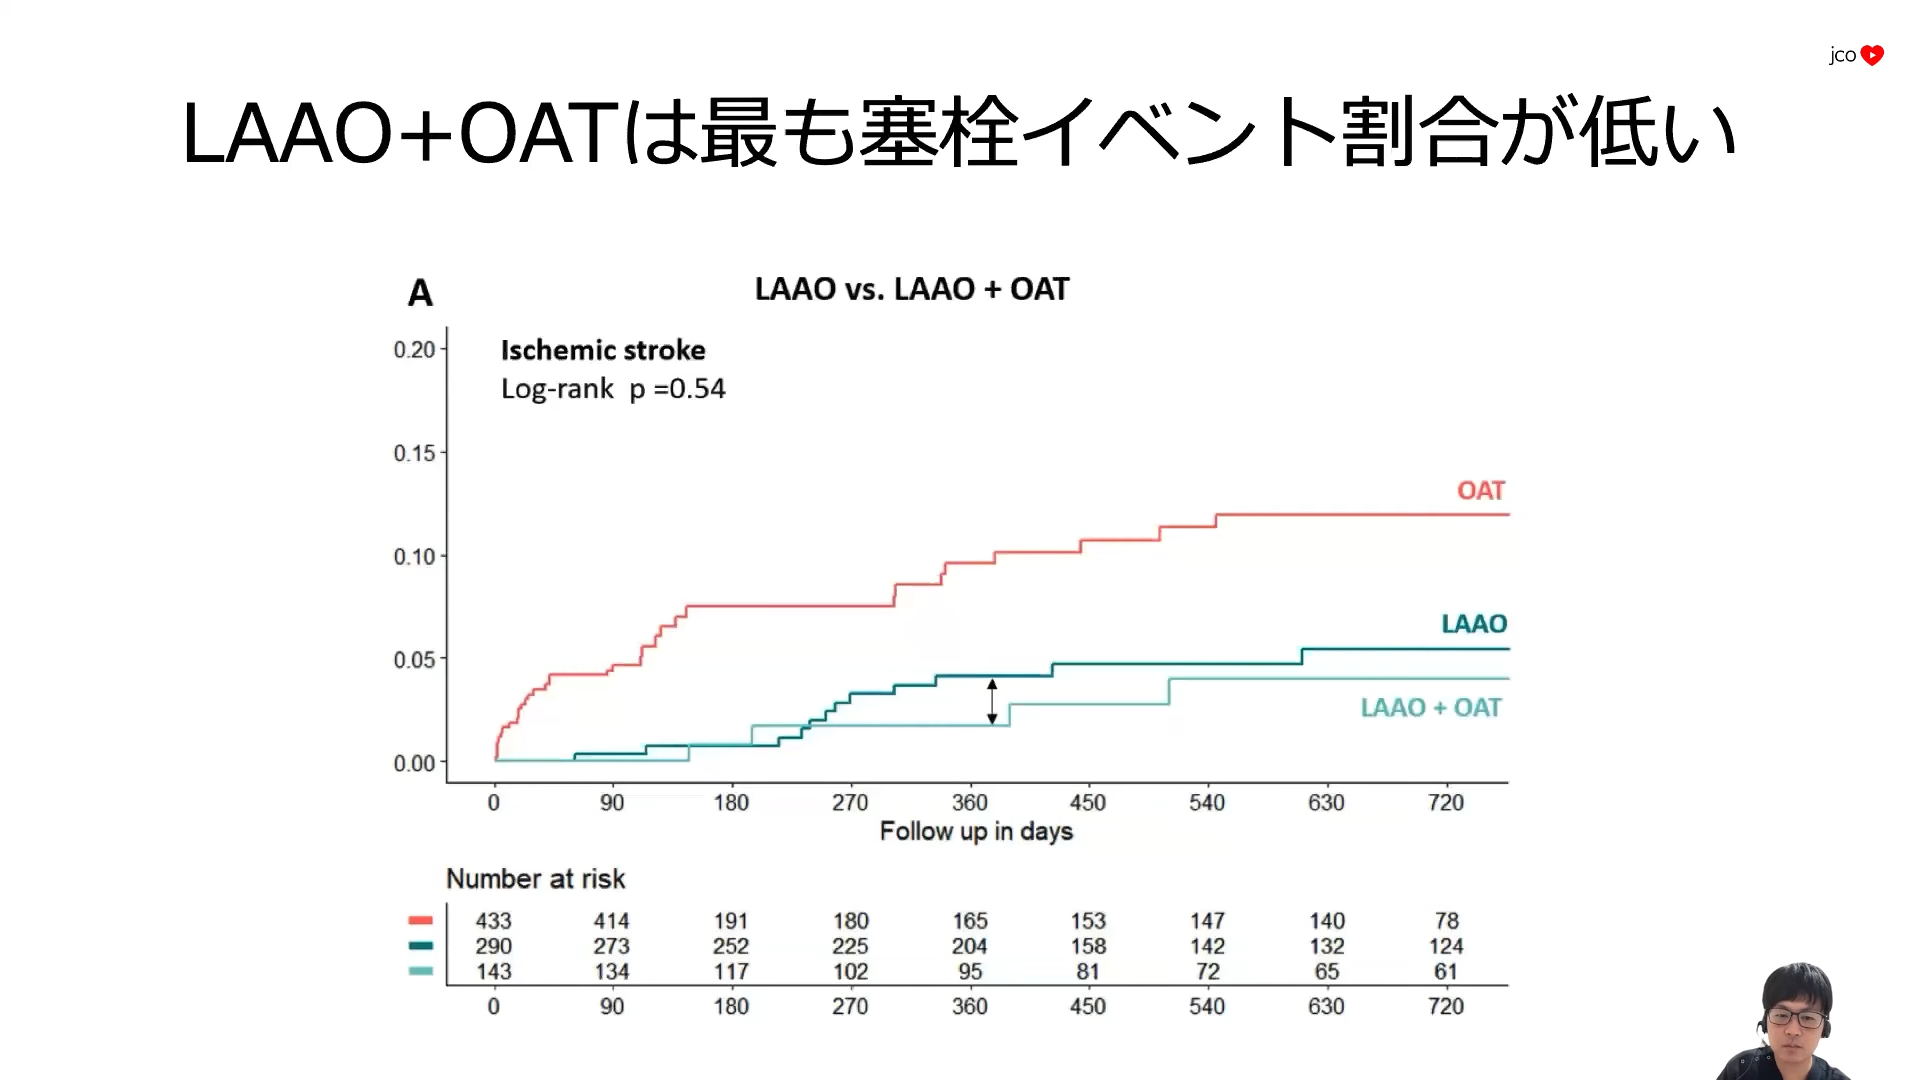 jco
LAAO+OATは最も塞栓イベント割合が低い
A
LAAO vs. LAAO + OAT
Ischemic stroke
Log-rank p =0.54
0.20
0.15
0.10
0.05
0.00
OAT
LAAO
LAAO + OAT
0 90 180 270 360 450 540 630 720
Follow up in days
Number at risk
433 414 191 180 165 153 147 140 78
290 273 252 225 204 158 142 132 124
143 134 117 102 95 81 72 65 61
0 90 180 270 360 450 540 630 720